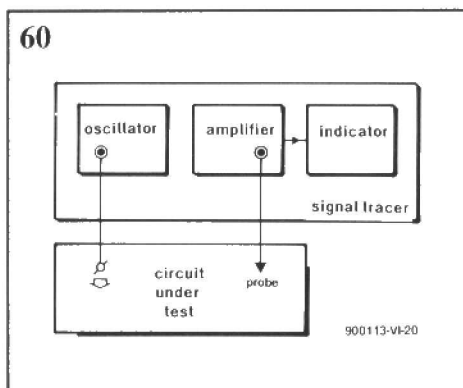 60
oscillator
amplifier
indicator
signal tracer
circuit
under
test
probe
900113-VI-20